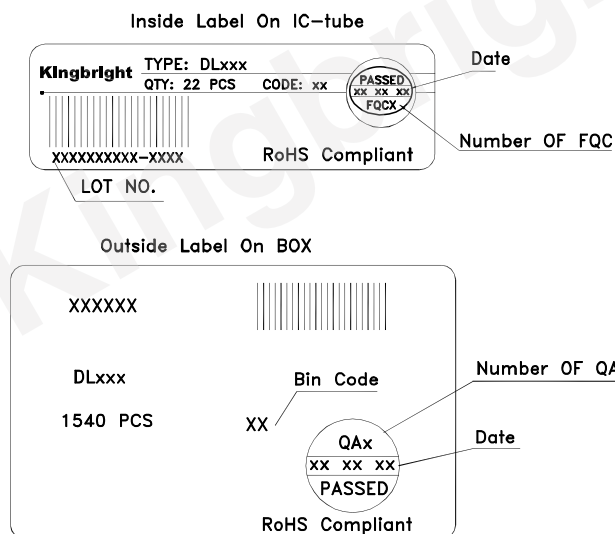 Inside Label On IC-tube
Kingbright
TYPE: DLxxx
QTY: 22 PCS CODE: xx
PASSED
xx xx xx
FQCX
Date
Number OF FQC
XXXXXXXXXX-XXXX
RoHS Compliant
LOT NO.
Outside Label On BOX
XXXXXX
DLxxx
1540 PCS
Bin Code
XX
Number OF QA
QAx
xx xx xx
PASSED
Date
RoHS Compliant
Kingbright